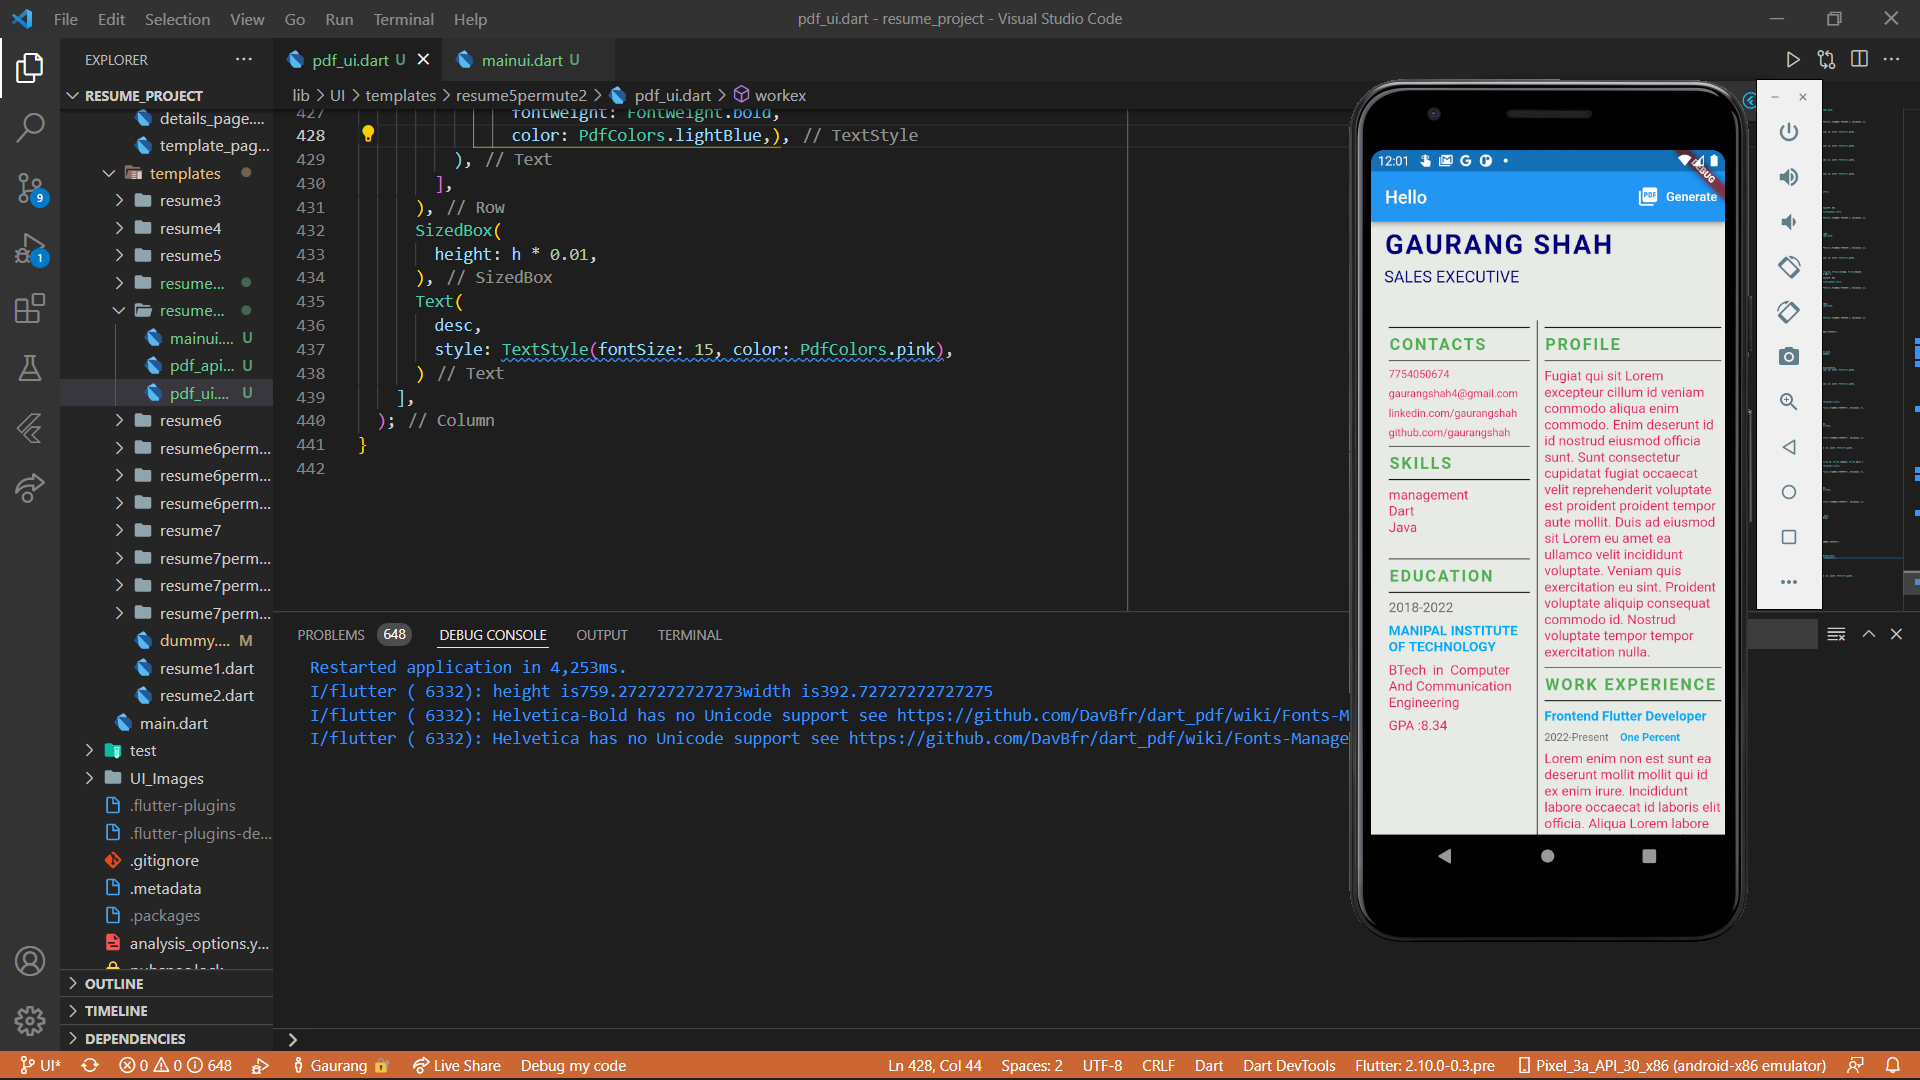 File Edit Selection View Go Run Terminal Help
pdf_ui.dart - resume_project - Visual Studio Code
EXPLORER
RESUME_PROJECT
details_page....
template_pag...
templates
resume3
resume4
resume5
resume...
resume...
mainui.... U
pdf_api... U
pdf_ui.... U
resume6
resume6perm...
resume6perm...
resume6perm...
resume7
resume7perm...
resume7perm...
resume7perm...
dummy.... M
resume1.dart
resume2.dart
main.dart
test
UI_Images
.flutter-plugins
.flutter-plugins-de...
.gitignore
.metadata
.packages
analysis_options.y...
pubspec.lock
OUTLINE
TIMELINE
DEPENDENCIES
9
1
pdf_ui.dart U
mainui.dart U
lib > UI > templates > resume5permute2 > pdf_ui.dart > workex
427 fontWeight: FontWeight.bold,
428 color: PdfColors.lightBlue,), // TextStyle
429 ), // Text
430 ],
431 ), // Row
432 SizedBox(
433 height: h * 0.01,
434 ), // SizedBox
435 Text(
436 desc,
437 style: TextStyle(fontSize: 15, color: PdfColors.pink),
438 ) // Text
439 ],
440 ); // Column
441 }
442
PROBLEMS 648 DEBUG CONSOLE OUTPUT TERMINAL
Restarted application in 4,253ms.
I/flutter ( 6332): height is759.2727272727273width is392.72727272727275
I/flutter ( 6332): Helvetica-Bold has no Unicode support see https://github.com/DavBfr/dart_pdf/wiki/Fonts-M
I/flutter ( 6332): Helvetica has no Unicode support see https://github.com/DavBfr/dart_pdf/wiki/Fonts-Manage
12:01
DEBUG
Hello
PDF Generate
GAURANG SHAH
SALES EXECUTIVE
CONTACTS
7754050674
gaurangshah4@gmail.com
linkedin.com/gaurangshah
github.com/gaurangshah
SKILLS
management
Dart
Java
EDUCATION
2018-2022
MANIPAL INSTITUTE
OF TECHNOLOGY
BTech in Computer
And Communication
Engineering
GPA :8.34
PROFILE
Fugiat qui sit Lorem
excepteur cillum id veniam
commodo aliqua enim
commodo. Enim deserunt id
id nostrud eiusmod officia
sunt. Sunt consectetur
cupidatat fugiat occaecat
velit reprehenderit voluptate
est proident proident tempor
aute mollit. Duis ad eiusmod
sit Lorem eu amet ea
ullamco velit incididunt
voluptate. Veniam quis
exercitation eu sint. Proident
voluptate aliquip consequat
commodo id. Nostrud
voluptate tempor tempor
exercitation nulla.
WORK EXPERIENCE
Frontend Flutter Developer
2022-Present One Percent
Lorem enim non est sunt ea
deserunt mollit mollit qui id
ex enim irure. Incididunt
labore occaecat id laboris elit
officia. Aliqua Lorem labore
UI* 0 0 648 Gaurang Live Share Debug my code
Ln 428, Col 44 Spaces: 2 UTF-8 CRLF Dart Dart DevTools Flutter: 2.10.0-0.3.pre Pixel_3a_API_30_x86 (android-x86 emulator)